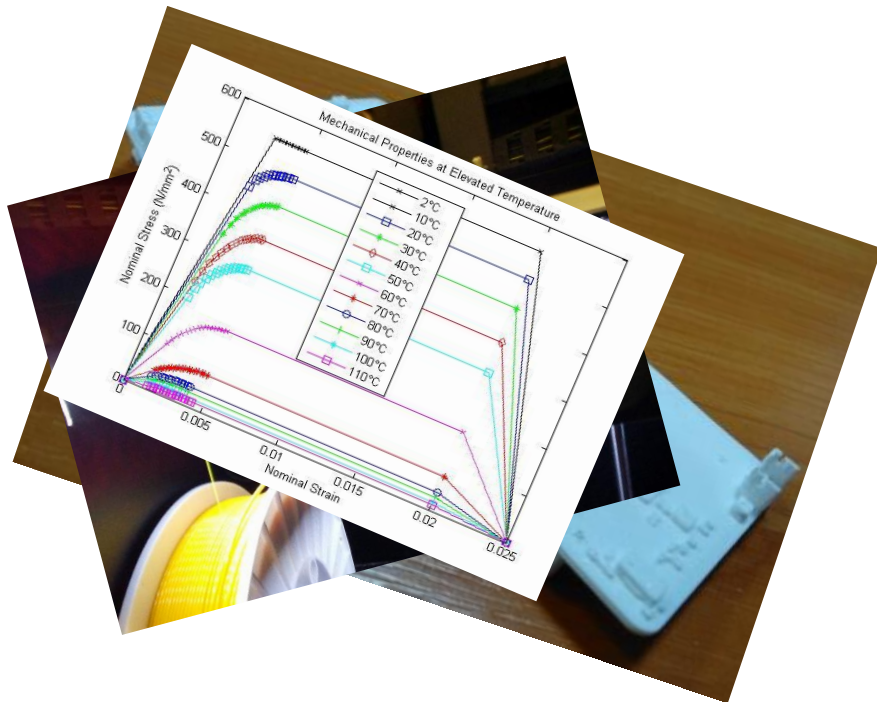 Mechanical Properties at Elevated Temperature
600
500
400
300
200
100
0
Nominal Stress (N/mm²)
2°C
10°C
20°C
30°C
40°C
50°C
60°C
70°C
80°C
90°C
100°C
110°C
0
0.005
0.01
0.015
0.02
0.025
Nominal Strain